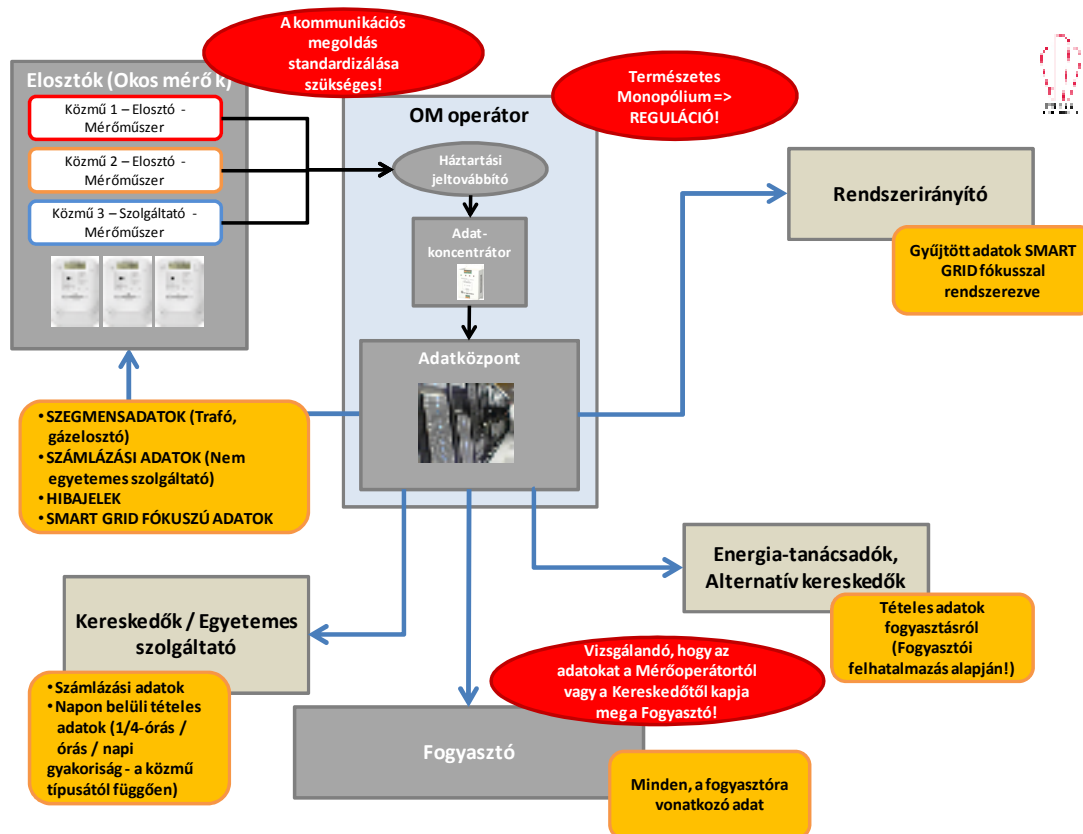 A kommunikációs
megoldás
standardizálása
szükséges!
Elosztók (Okos mérők)
Közmű 1 – Elosztó -
Mérőműszer
Közmű 2 – Elosztó -
Mérőműszer
Közmű 3 – Szolgáltató -
Mérőműszer
OM operátor
Természetes
Monopólium =>
REGULÁCIÓ!
Háztartási
jeltovábbító
Adat-
koncentrátor
Adatközpont
Rendszerirányító
Gyűjtött adatok SMART
GRID fókusszal
rendszerezve
• SZEGMENSADATOK (Trafó,
gázelosztó)
• SZÁMLÁZÁSI ADATOK (Nem
egyetemes szolgáltató)
• HIBAJELEK
• SMART GRID FÓKUSZÚ ADATOK
Energia-tanácsadók,
Alternatív kereskedők
Tételes adatok
fogyasztásról
(Fogyasztói
felhatalmazás alapján!)
Kereskedők / Egyetemes
szolgáltató
• Számlázási adatok
• Napon belüli tételes
adatok (1/4-órás /
órás / napi
gyakoriság - a közmű
típusától függően)
Vizsgálandó, hogy az
adatokat a Mérőoperátortól
vagy a Kereskedőtől kapja
meg a Fogyasztó!
Fogyasztó
Minden, a fogyasztóra
vonatkozó adat